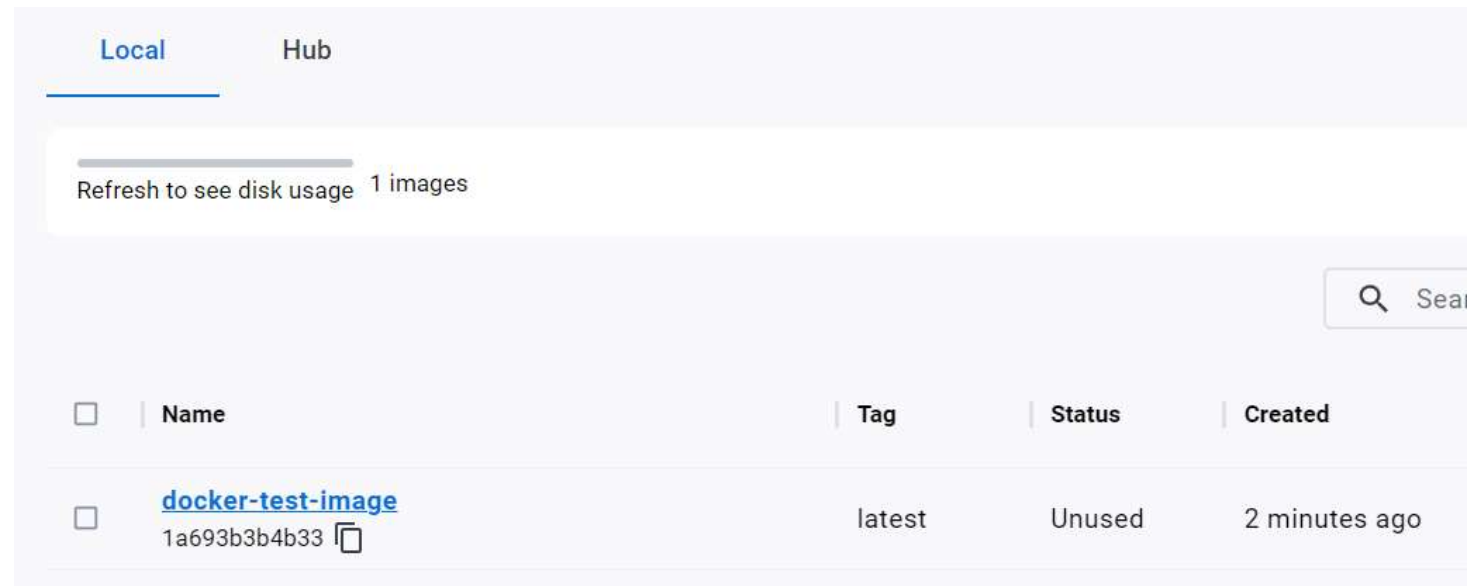 Local Hub
Refresh to see disk usage 1 images
Name Tag Status Created
docker-test-image
1a693b3b4b33
latest Unused 2 minutes ago